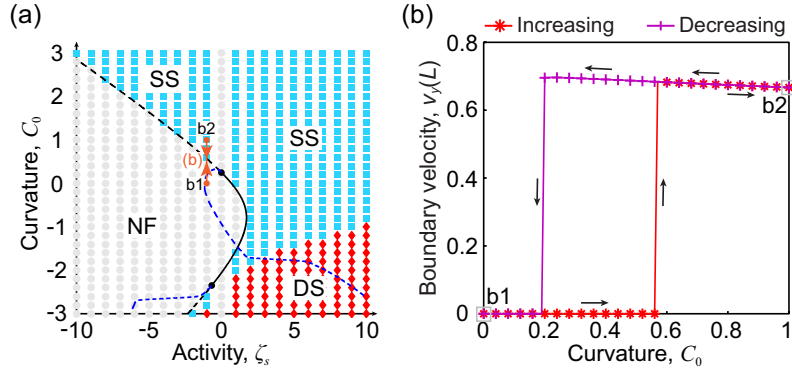 (a)
3
2
1
0
-1
-2
-3
Curvature, C₀
SS
SS
b2
(b)
b1
NF
DS
-10
-5
0
5
10
Activity, ζₛ
(b)
Increasing
Decreasing
0.8
0.6
0.4
0.2
0
Boundary velocity, vᵧ(L)
b2
b1
0
0.2
0.4
0.6
0.8
1
Curvature, C₀